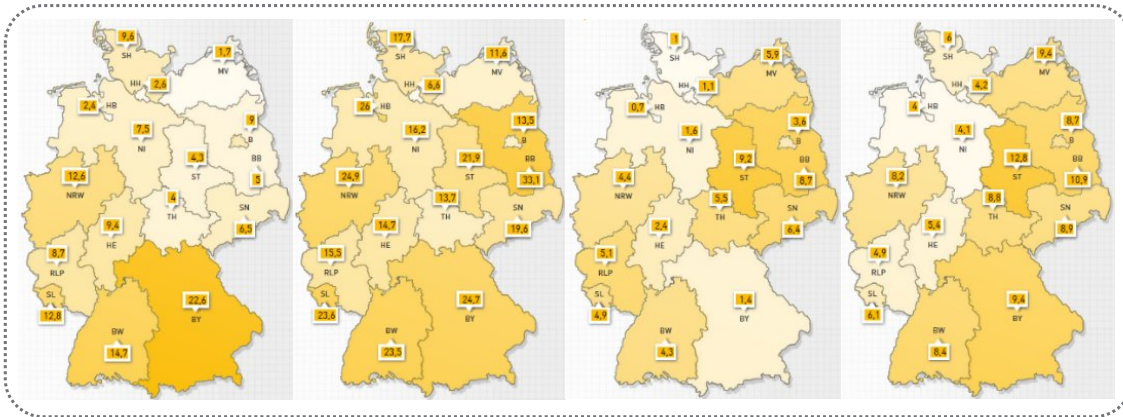 9,6
SH
1,7
MV
HH
2,6
2,4
HB
7,5
NI
9
B
BB
4,3
ST
5
12,6
NRW
4
TH
SN
6,5
9,4
HE
8,7
RLP
SL
12,8
22,6
BY
BW
14,7
17,7
SH
11,6
MV
HH
6,6
26
HB
16,2
NI
13,5
B
BB
21,9
ST
33,1
24,9
NRW
13,7
TH
SN
19,6
14,7
HE
15,5
RLP
SL
23,6
24,7
BY
BW
23,5
1
SH
5,9
MV
HH
1,1
0,7
HB
1,6
NI
3,6
B
BB
9,2
ST
8,7
4,4
NRW
5,5
TH
SN
6,4
2,4
HE
5,1
RLP
SL
4,9
1,4
BY
BW
4,3
6
SH
9,4
MV
HH
4,2
4
HB
4,1
NI
8,7
B
BB
12,8
ST
10,9
8,2
NRW
8,8
TH
SN
8,9
5,4
HE
4,9
RLP
SL
6,1
9,4
BY
BW
8,4